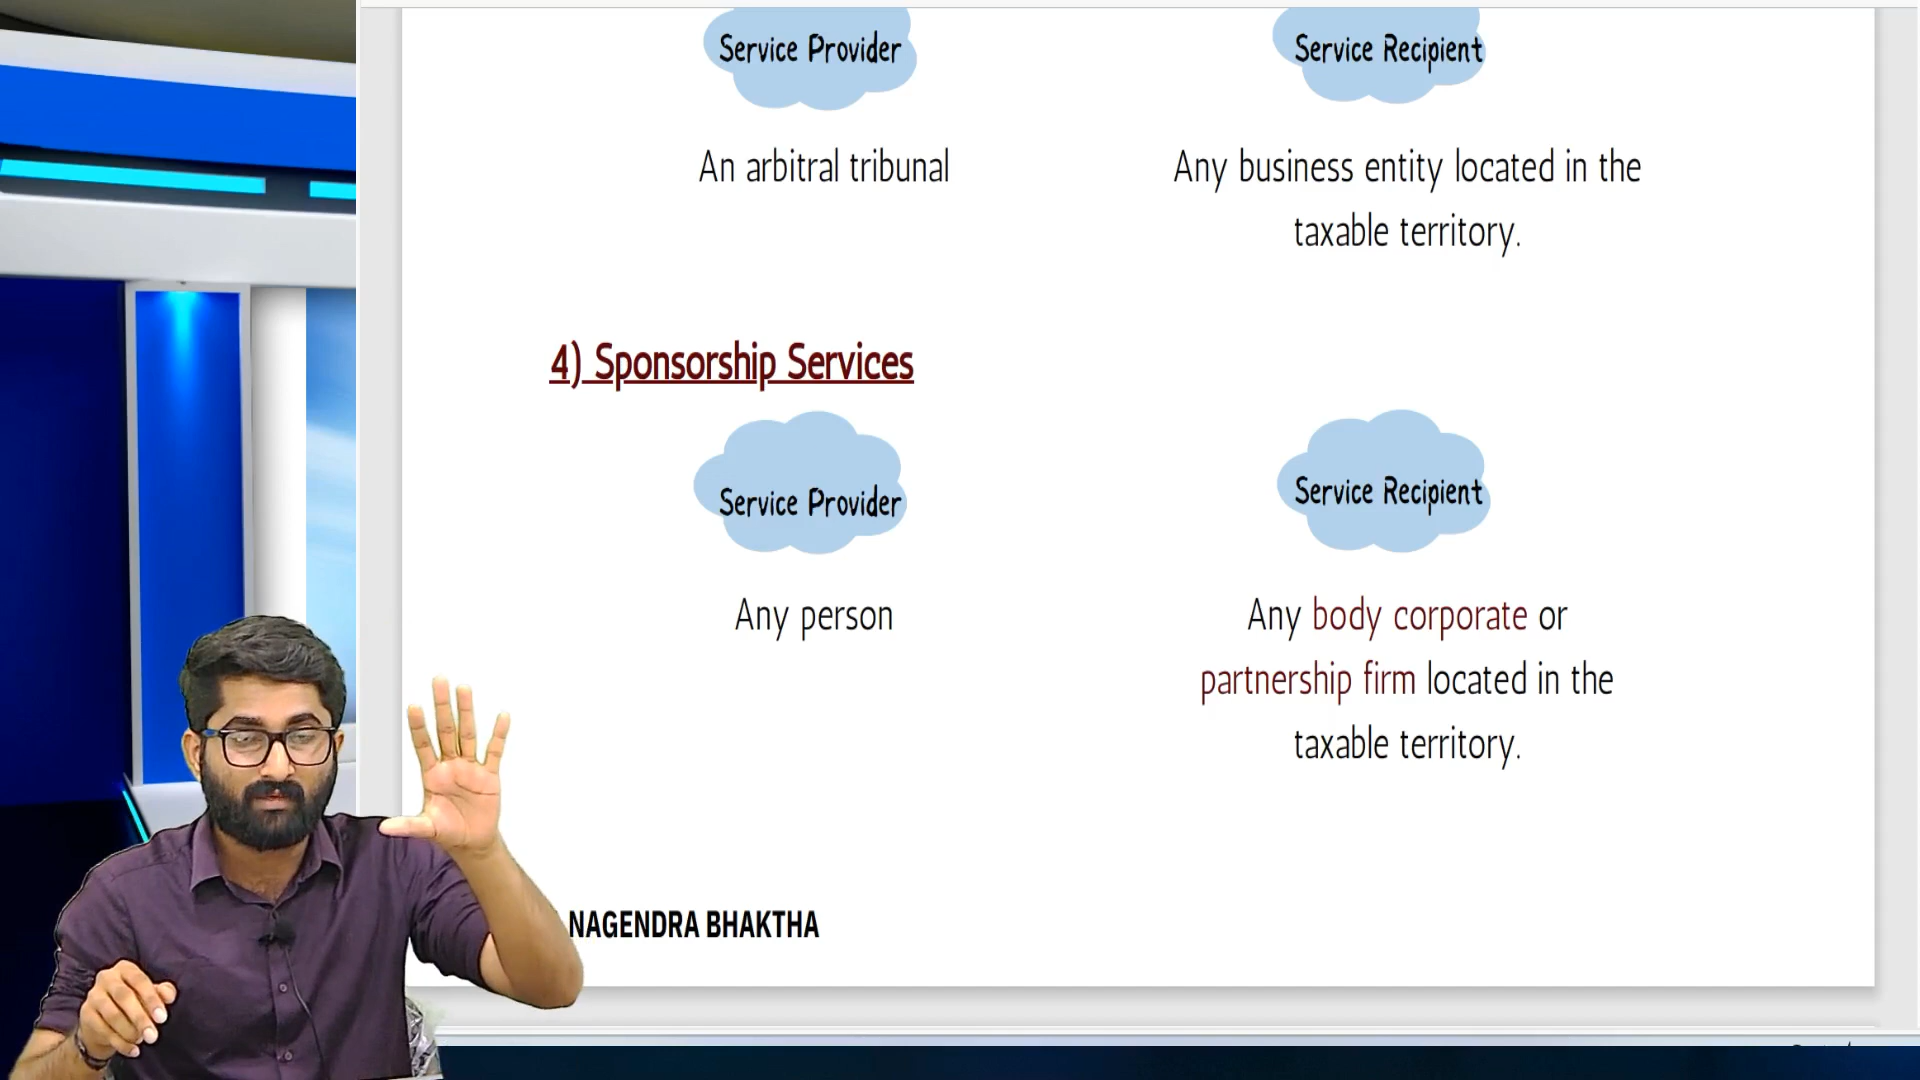 Service Provider
Service Recipient
An arbitral tribunal
Any business entity located in the
taxable territory.
4) Sponsorship Services
Service Provider
Service Recipient
Any person
Any body corporate or
partnership firm located in the
taxable territory.
NAGENDRA BHAKTHA